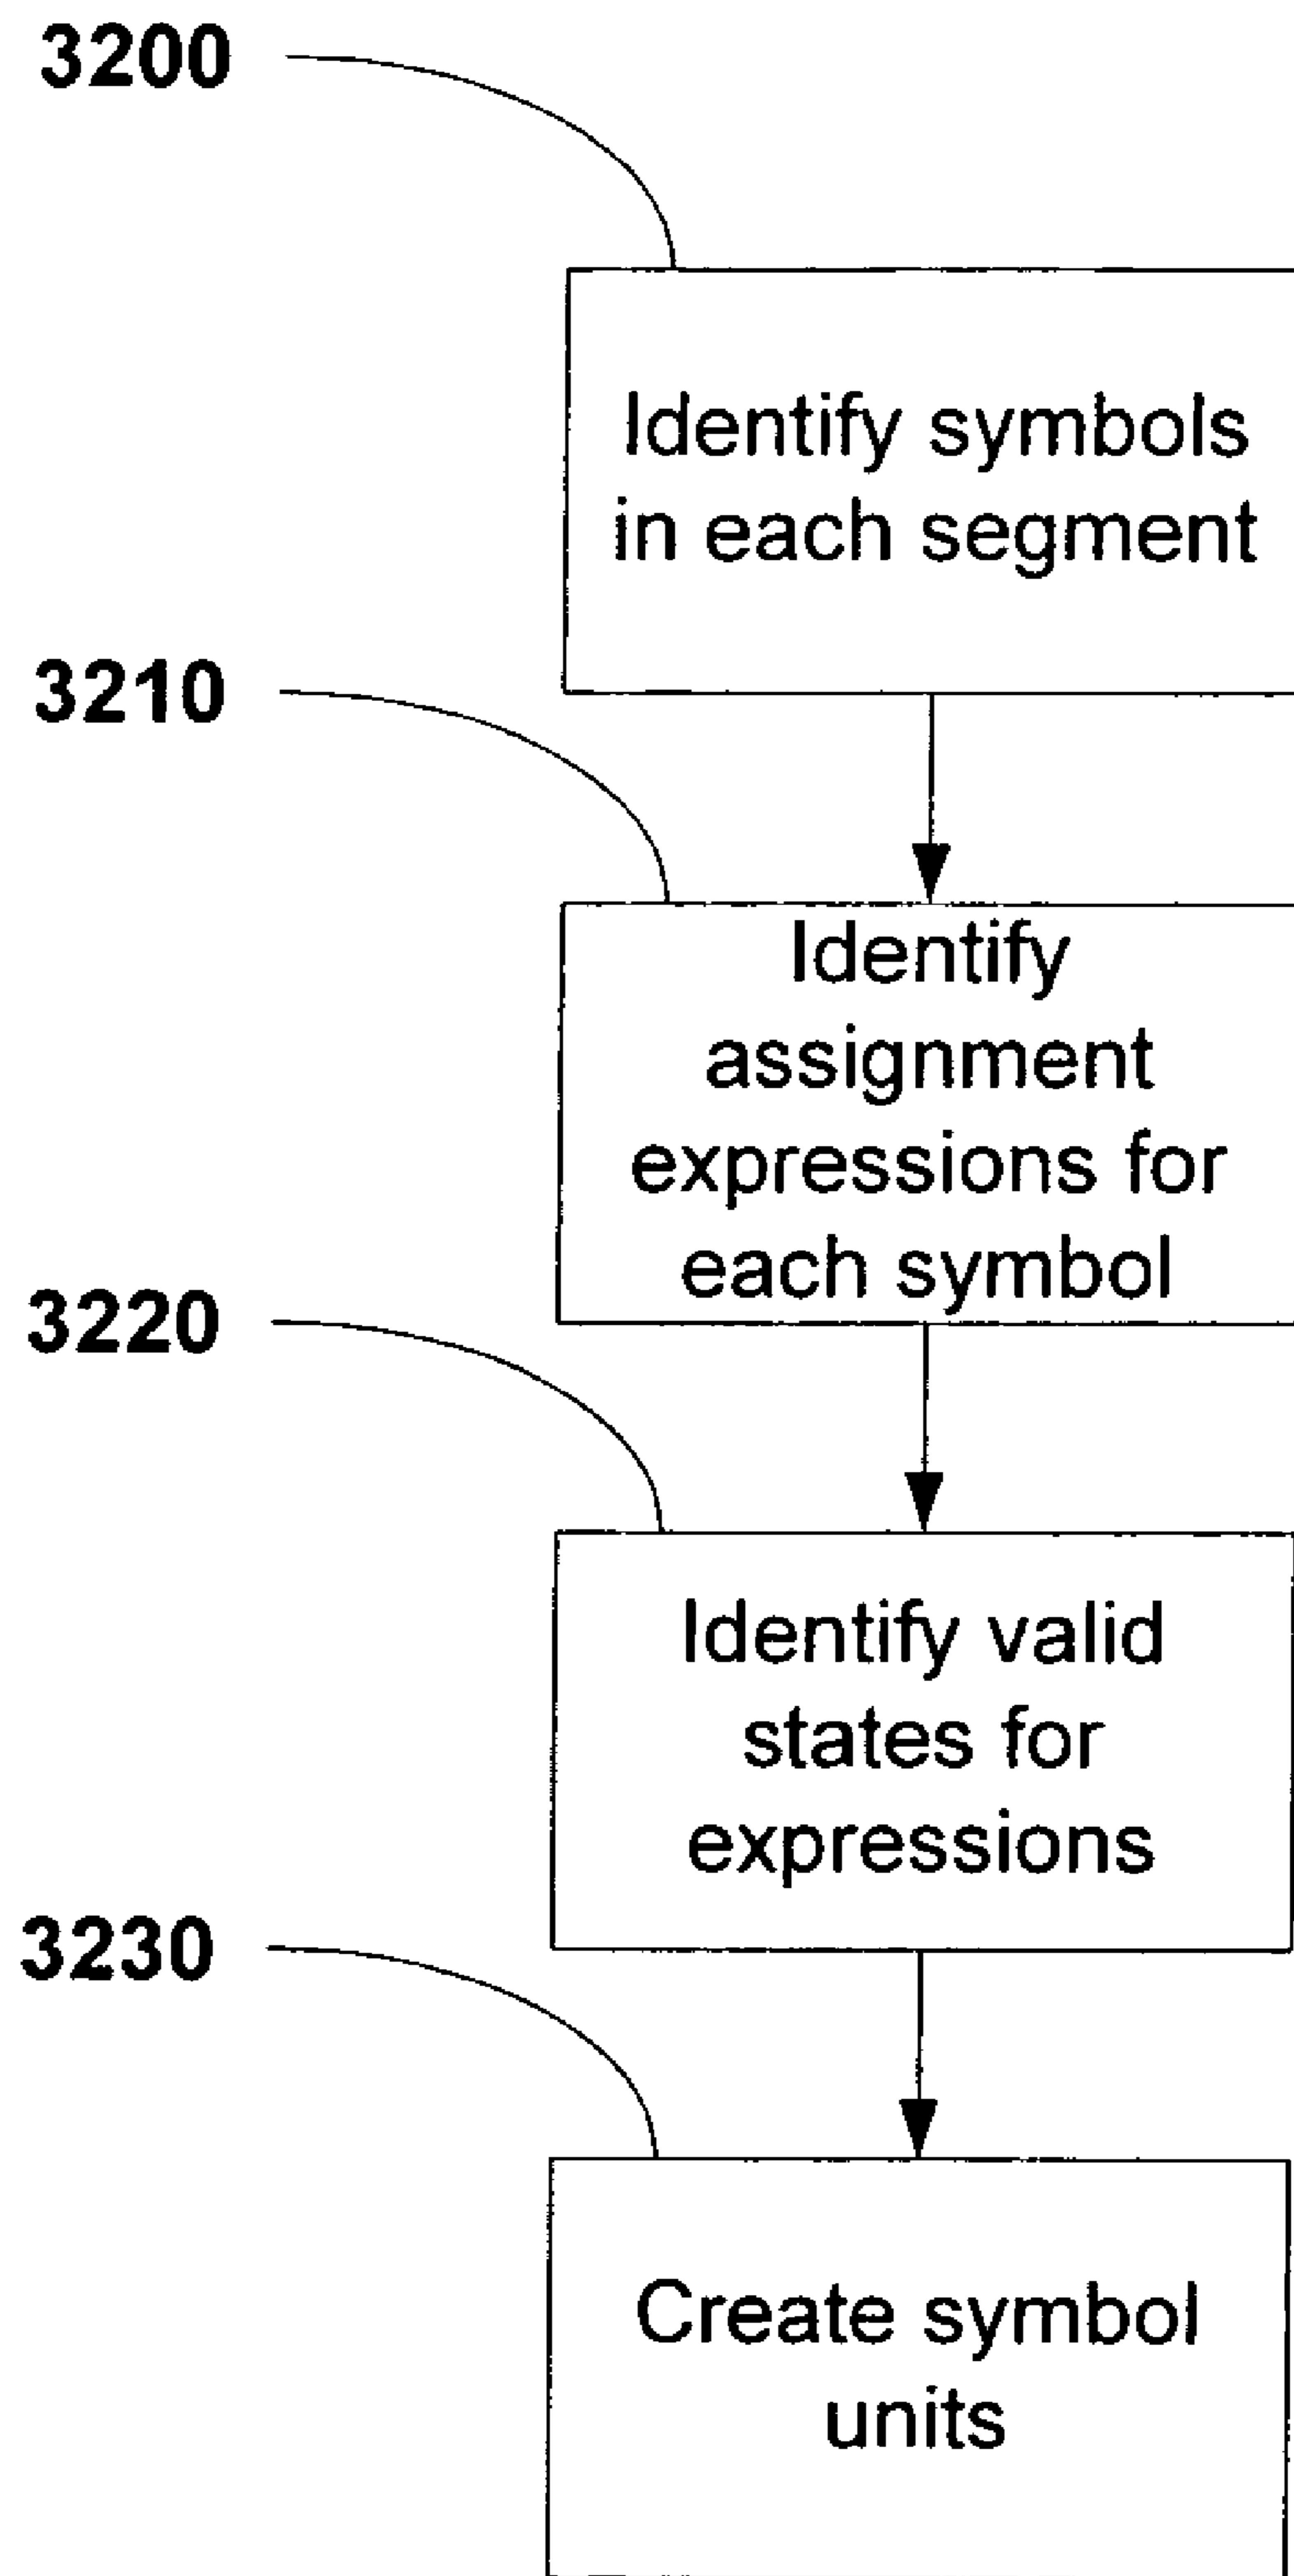 3200
Identify symbols
in each segment
3210
Identify
assignment
expressions for
each symbol
3220
Identify valid
states for
expressions
3230
Create symbol
units